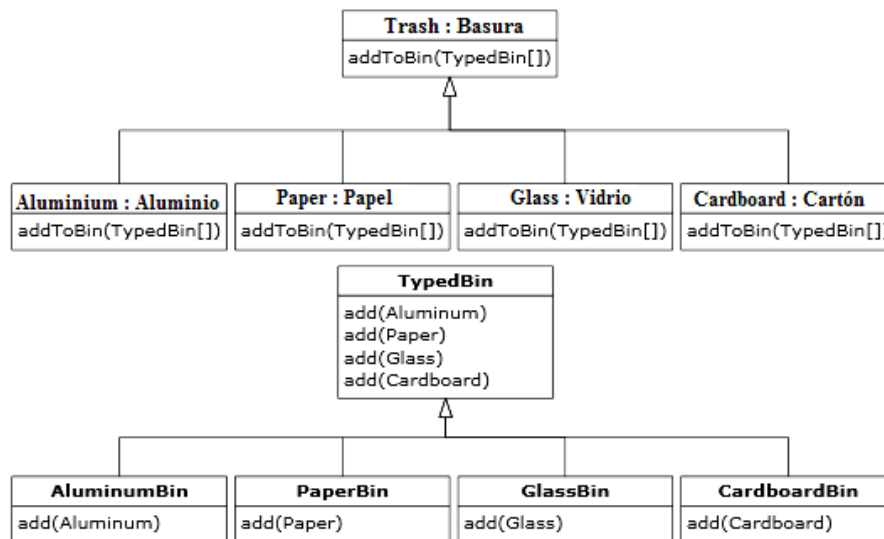 Trash : Basura
addToBin(TypedBin[])
Aluminium : Aluminio
addToBin(TypedBin[])
Paper : Papel
addToBin(TypedBin[])
Glass : Vidrio
addToBin(TypedBin[])
Cardboard : Cartón
addToBin(TypedBin[])
TypedBin
add(Aluminum)
add(Paper)
add(Glass)
add(Cardboard)
AluminumBin
add(Aluminum)
PaperBin
add(Paper)
GlassBin
add(Glass)
CardboardBin
add(Cardboard)